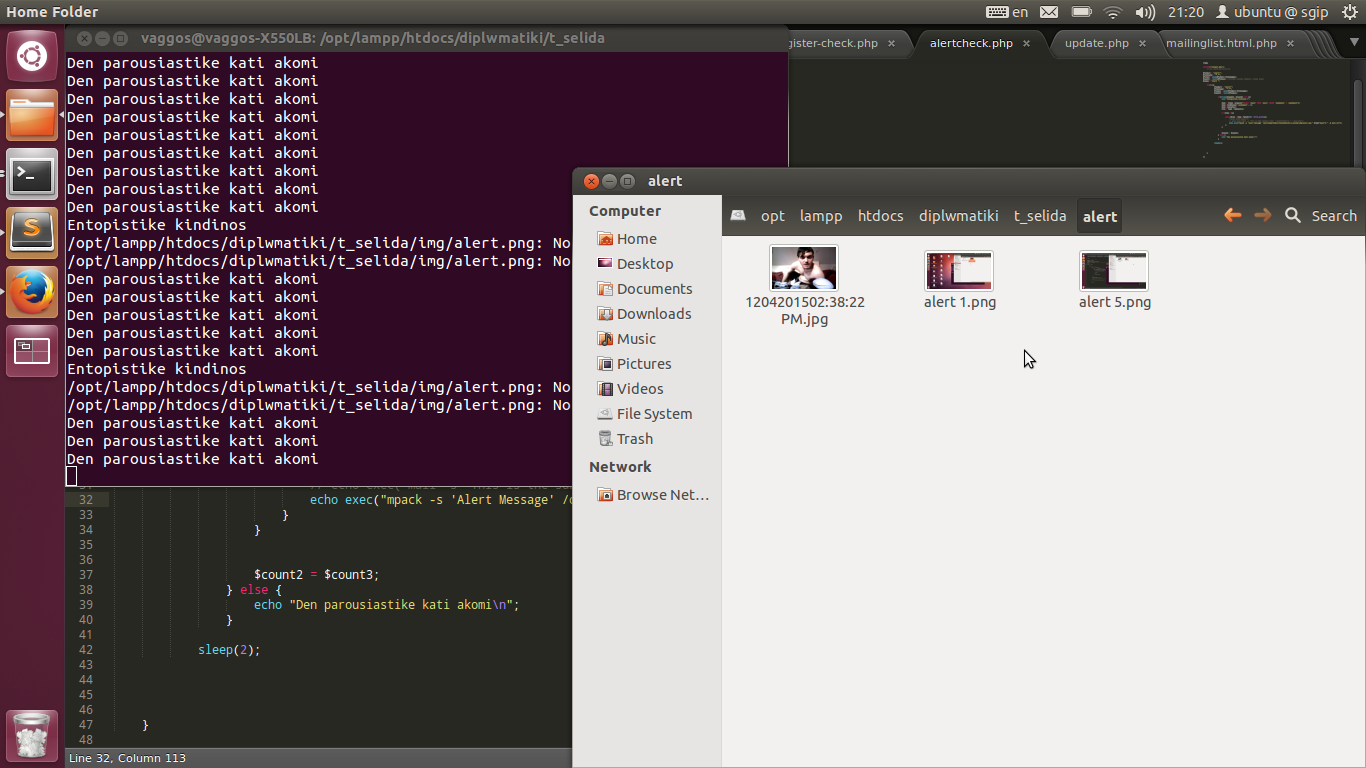 Home Folder
en
21:20
ubuntu @ sgip
vaggos@vaggos-X550LB: /opt/lampp/htdocs/diplwmatiki/t_selida
gister-check.php
alertcheck.php
update.php
mailinglist.html.php
Den parousiastike kati akomi
Den parousiastike kati akomi
Den parousiastike kati akomi
Den parousiastike kati akomi
Den parousiastike kati akomi
Den parousiastike kati akomi
Den parousiastike kati akomi
Den parousiastike kati akomi
Den parousiastike kati akomi
Entopistike kindinos
/opt/lampp/htdocs/diplwmatiki/t_selida/img/alert.png: No
/opt/lampp/htdocs/diplwmatiki/t_selida/img/alert.png: No
Den parousiastike kati akomi
Den parousiastike kati akomi
Den parousiastike kati akomi
Den parousiastike kati akomi
Den parousiastike kati akomi
Entopistike kindinos
/opt/lampp/htdocs/diplwmatiki/t_selida/img/alert.png: No
/opt/lampp/htdocs/diplwmatiki/t_selida/img/alert.png: No
Den parousiastike kati akomi
Den parousiastike kati akomi
Den parousiastike kati akomi
alert
Computer
Home
Desktop
Documents
Downloads
Music
Pictures
Videos
File System
Trash
Network
Browse Net...
opt
lampp
htdocs
diplwmatiki
t_selida
alert
Search
1204201502:38:22
PM.jpg
alert 1.png
alert 5.png
32 echo exec("mpack -s 'Alert Message' /
33 }
34 }
35
36
37 $count2 = $count3;
38 } else {
39 echo "Den parousiastike kati akomi\n";
40 }
41
42 sleep(2);
43
44
45
46
47 }
48
Line 32, Column 113